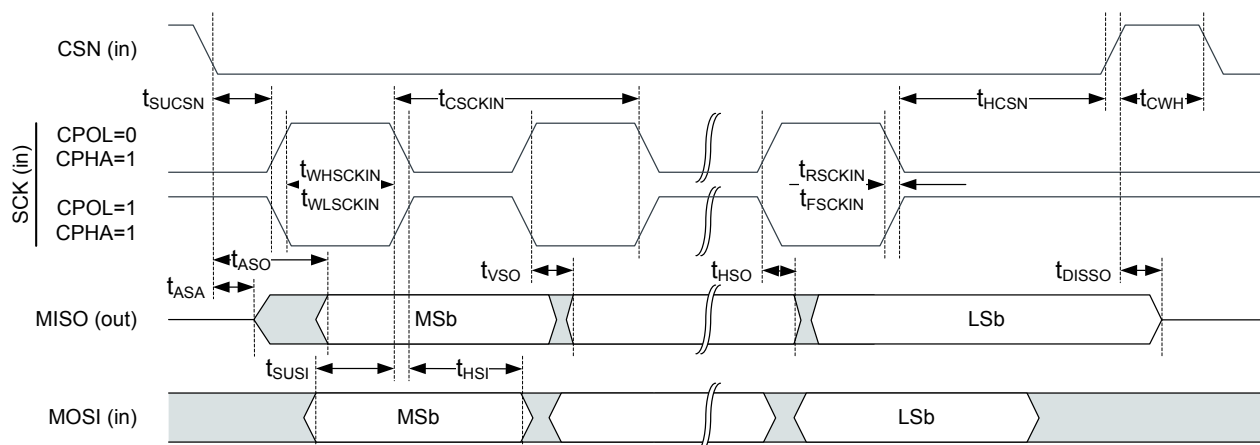 CSN (in)
tSUCSN
tCSCKIN
tHCSN
tCWH
SCK (in)
CPOL=0
CPHA=1
tWHSCKIN
tWLSCKIN
tRSCKIN
tFSCKIN
CPOL=1
CPHA=1
tASO
tASA
tVSO
tHSO
tDISSO
MISO (out)
MSb
LSb
tSUSI
tHSI
MOSI (in)
MSb
LSb